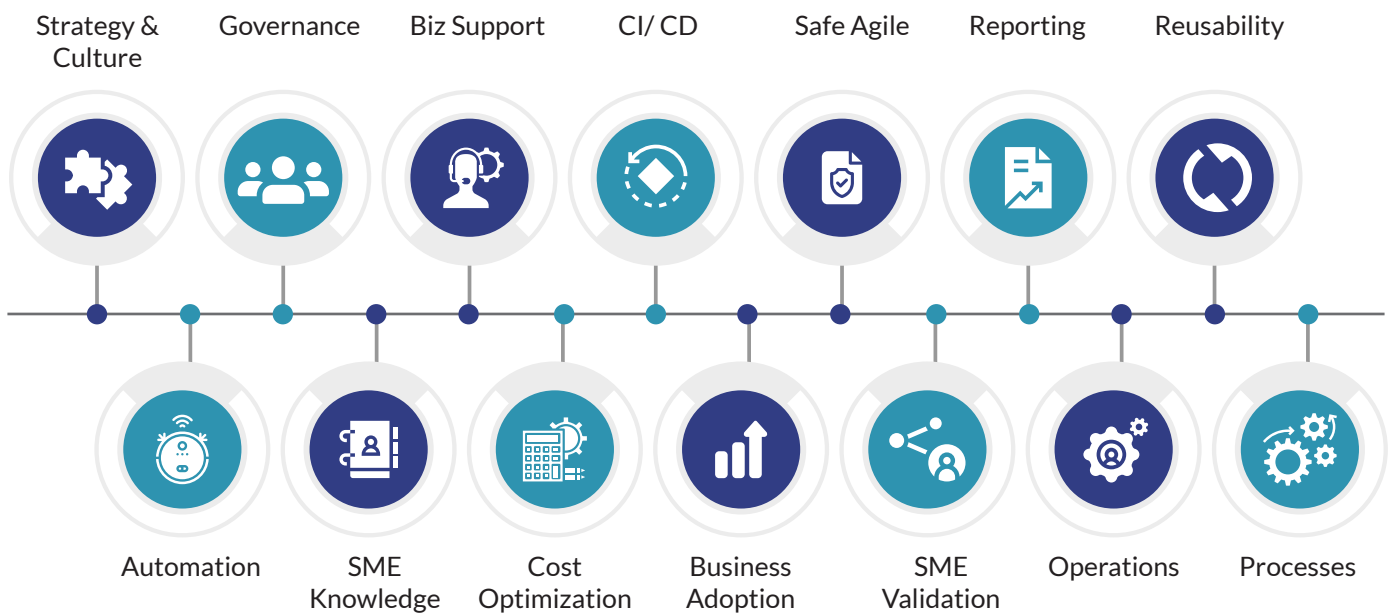 Strategy &
Culture
Governance
Biz Support
CI/ CD
Safe Agile
Reporting
Reusability
Automation
SME
Knowledge
Cost
Optimization
Business
Adoption
SME
Validation
Operations
Processes